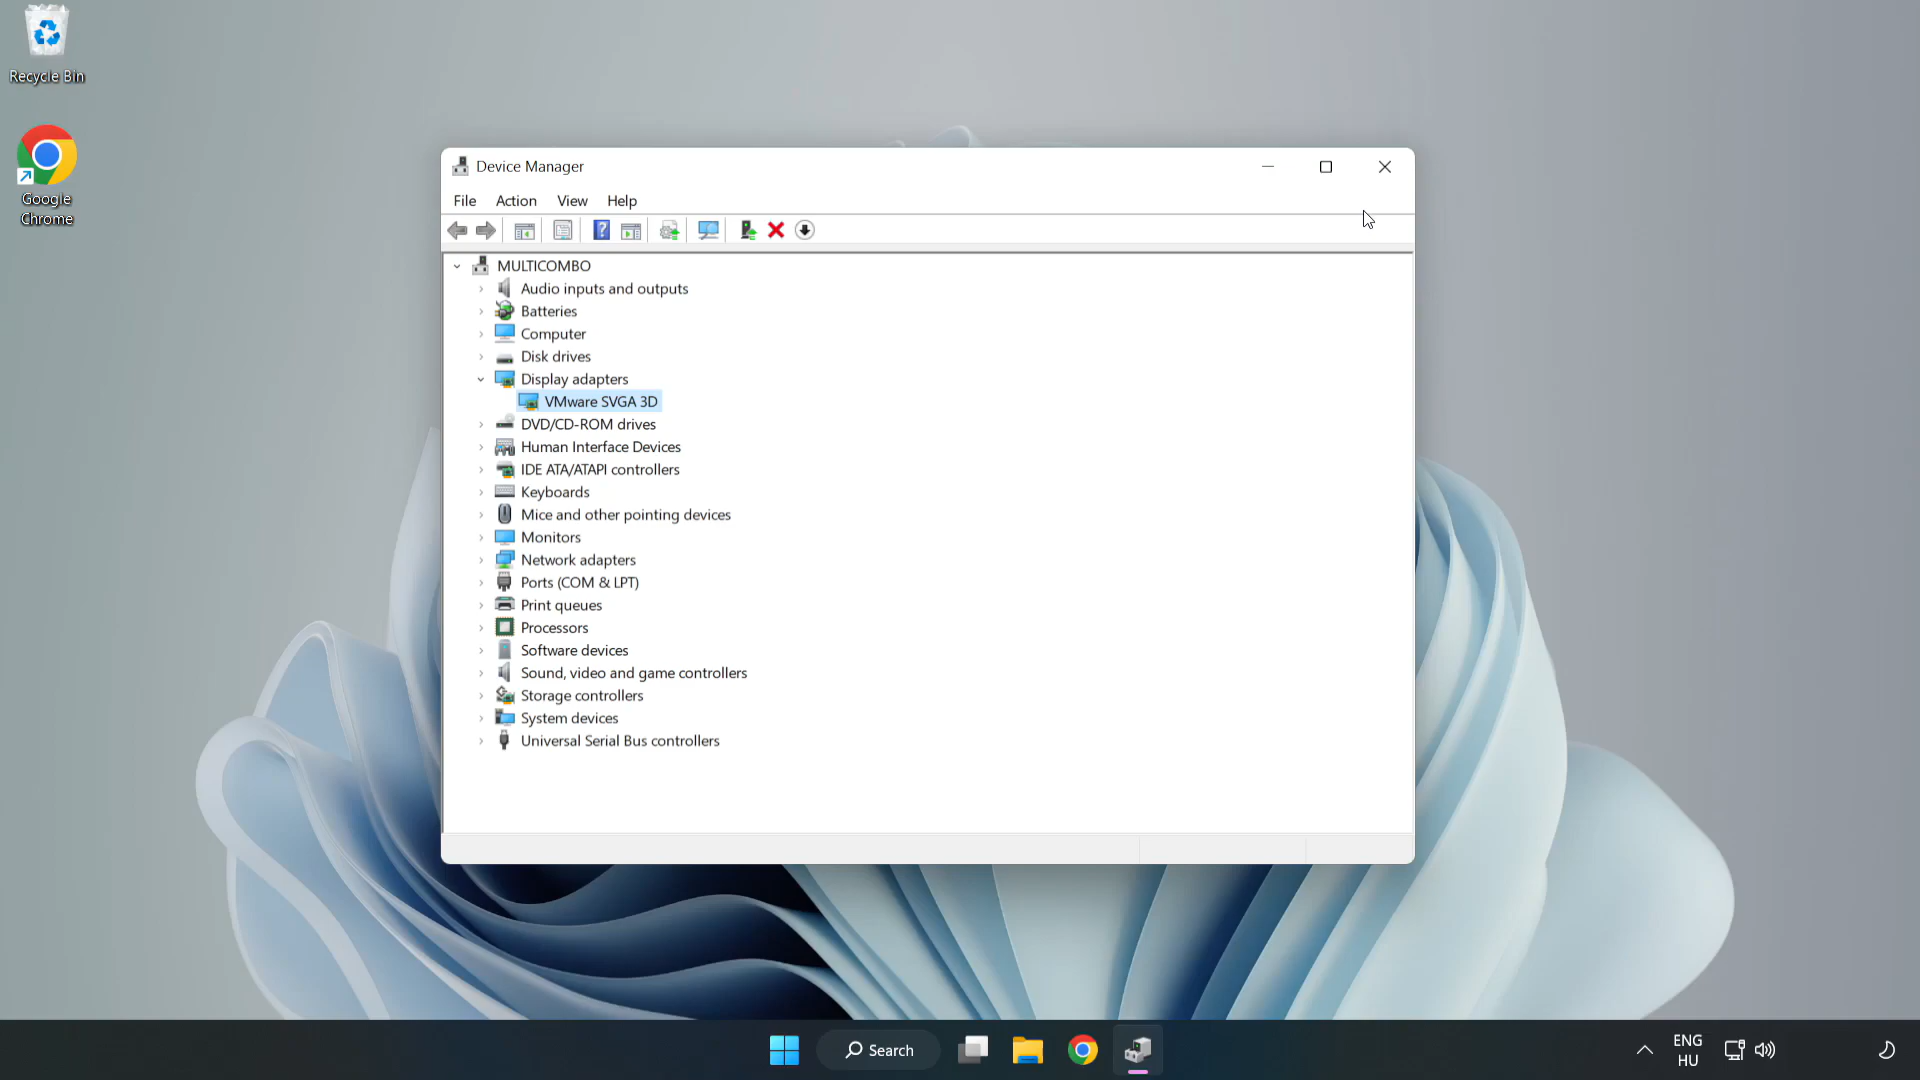 Recycle Bin
Google
Chrome
Device Manager
File Action View Help
MULTICOMBO
Audio inputs and outputs
Batteries
Computer
Disk drives
Display adapters
VMware SVGA 3D
DVD/CD-ROM drives
Human Interface Devices
IDE ATA/ATAPI controllers
Keyboards
Mice and other pointing devices
Monitors
Network adapters
Ports (COM & LPT)
Print queues
Processors
Software devices
Sound, video and game controllers
Storage controllers
System devices
Universal Serial Bus controllers
Search
ENG
HU